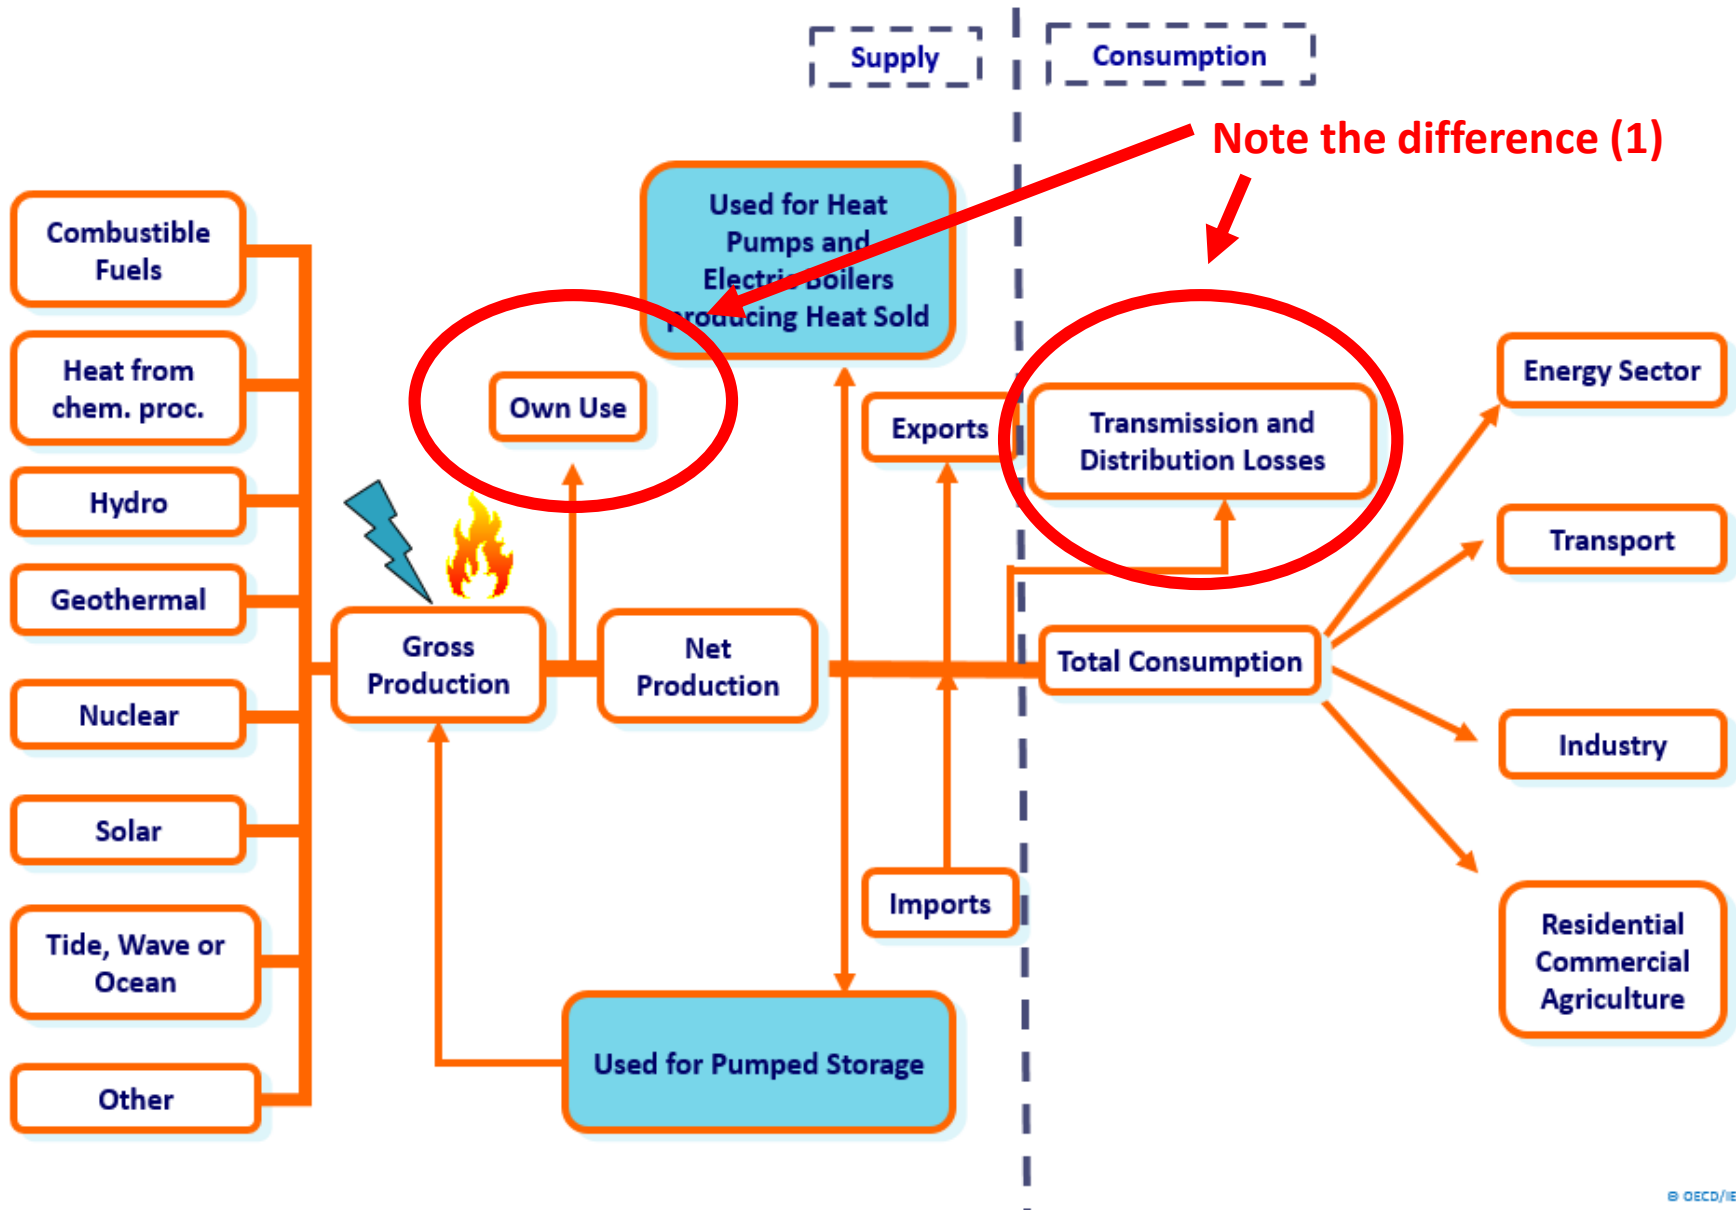 Supply
Consumption
Note the difference (1)
Combustible
Fuels
Heat from
chem. proc.
Hydro
Geothermal
Nuclear
Solar
Tide, Wave or
Ocean
Other
Gross
Production
Own Use
Net
Production
Used for Heat
Pumps and
Electric Boilers
producing Heat Sold
Exports
Imports
Used for Pumped Storage
Transmission and
Distribution Losses
Total Consumption
Energy Sector
Transport
Industry
Residential
Commercial
Agriculture
© OECD/IE